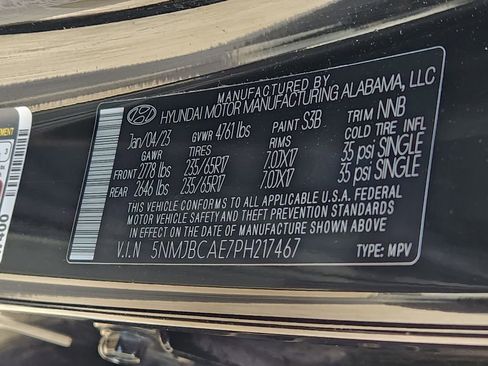 MANUFACTURED BY
HYUNDAI MOTOR MANUFACTURING ALABAMA, LLC
Jan/04/23 GVWR 4761 lbs PAINT S3B TRIM NNB
GAWR TIRES RIMS COLD TIRE INFL
FRONT 2778 lbs 235/65R17 7.0JX17 35 psi SINGLE
REAR 2646 lbs 235/65R17 7.0JX17 35 psi SINGLE
THIS VEHICLE CONFORMS TO ALL APPLICABLE U.S.A. FEDERAL
MOTOR VEHICLE SAFETY AND THEFT PREVENTION STANDARDS
IN EFFECT ON THE DATE OF MANUFACTURE SHOWN ABOVE.
V.I.N 5NMJBCAE7PH217467 TYPE: MPV